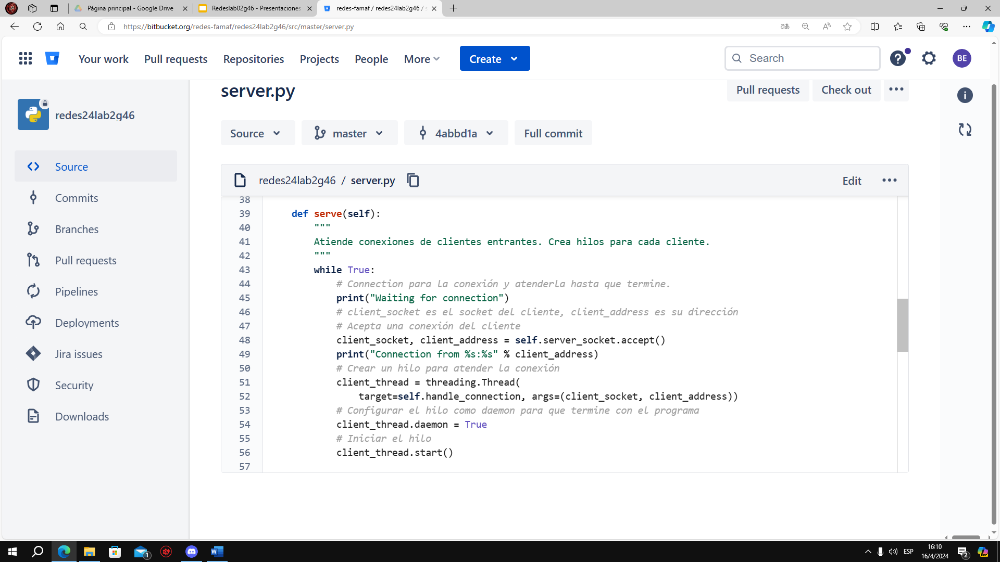 Página principal - Google Drive
Redeslab02g46 - Presentaciones
redes-famaf / redes24lab2g46 /
https://bitbucket.org/redes-famaf/redes24lab2g46/src/master/server.py
Your work
Pull requests
Repositories
Projects
People
More
Create
Search
BE
redes24lab2g46
Source
Commits
Branches
Pull requests
Pipelines
Deployments
Jira issues
Security
Downloads
server.py
Pull requests
Check out
Source
master
4abbd1a
Full commit
redes24lab2g46 / server.py
Edit
38
39 def serve(self):
40 """
41 Atiende conexiones de clientes entrantes. Crea hilos para cada cliente.
42 """
43 while True:
44 # Connection para la conexión y atenderla hasta que termine.
45 print("Waiting for connection")
46 # client_socket es el socket del cliente, client_address es su dirección
47 # Acepta una conexión del cliente
48 client_socket, client_address = self.server_socket.accept()
49 print("Connection from %s:%s" % client_address)
50 # Crear un hilo para atender la conexión
51 client_thread = threading.Thread(
52 target=self.handle_connection, args=(client_socket, client_address))
53 # Configurar el hilo como daemon para que termine con el programa
54 client_thread.daemon = True
55 # Iniciar el hilo
56 client_thread.start()
57
1
ESP
16:10
16/4/2024
2